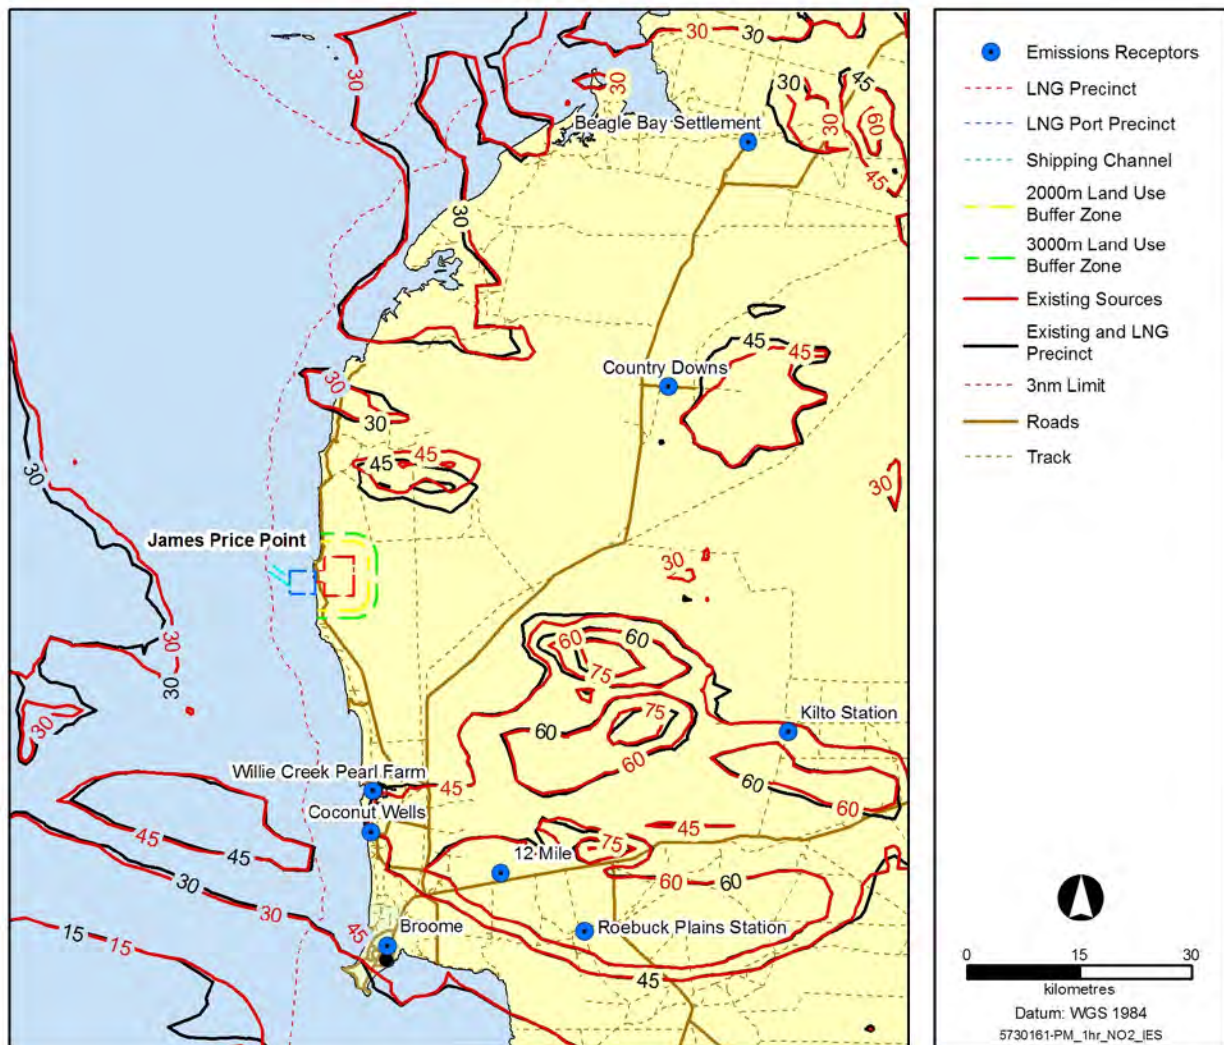 30
30
30
30
30
45
60
30
45
Beagle Bay Settlement
30
30
Country Downs
45
45
30
30
45
45
30
30
James Price Point
30
30
30
60
60
75
75
60
60
30
Kilto Station
60
60
Willie Creek Pearl Farm
45
Coconut Wells
45
45
45
75
12 Mile
60
60
30
30
15
15
45
Broome
Roebuck Plains Station
45
Emissions Receptors
LNG Precinct
LNG Port Precinct
Shipping Channel
2000m Land Use
Buffer Zone
3000m Land Use
Buffer Zone
Existing Sources
Existing and LNG
Precinct
3nm Limit
Roads
Track
0
15
30
kilometres
Datum: WGS 1984
5730161-PM_1hr_NO2_IES